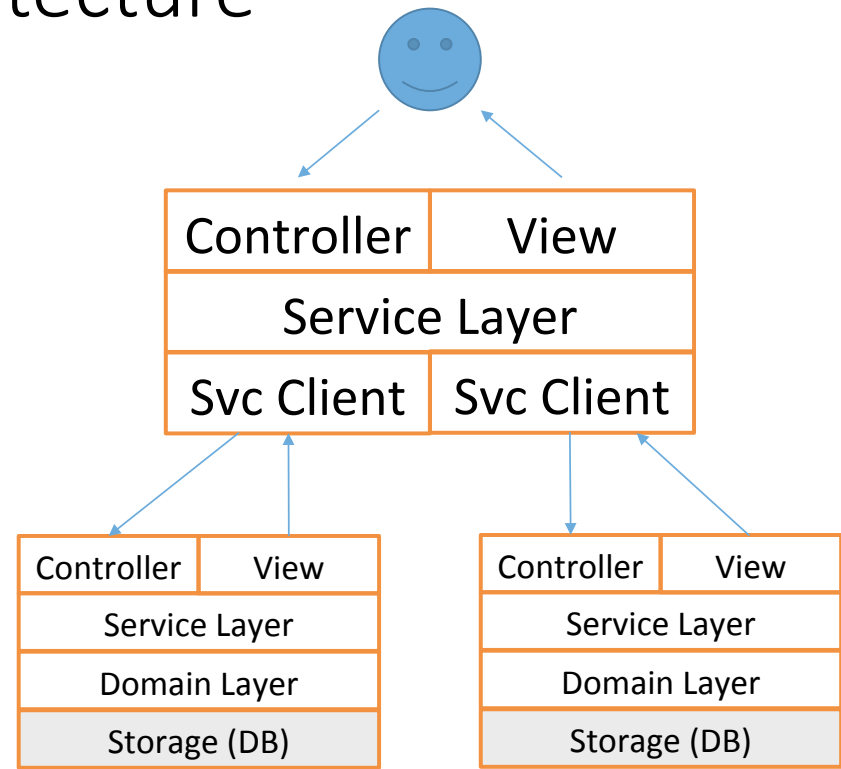 tecture
Controller View
Service Layer
Svc Client Svc Client
Controller View
Service Layer
Domain Layer
Storage (DB)
Controller View
Service Layer
Domain Layer
Storage (DB)